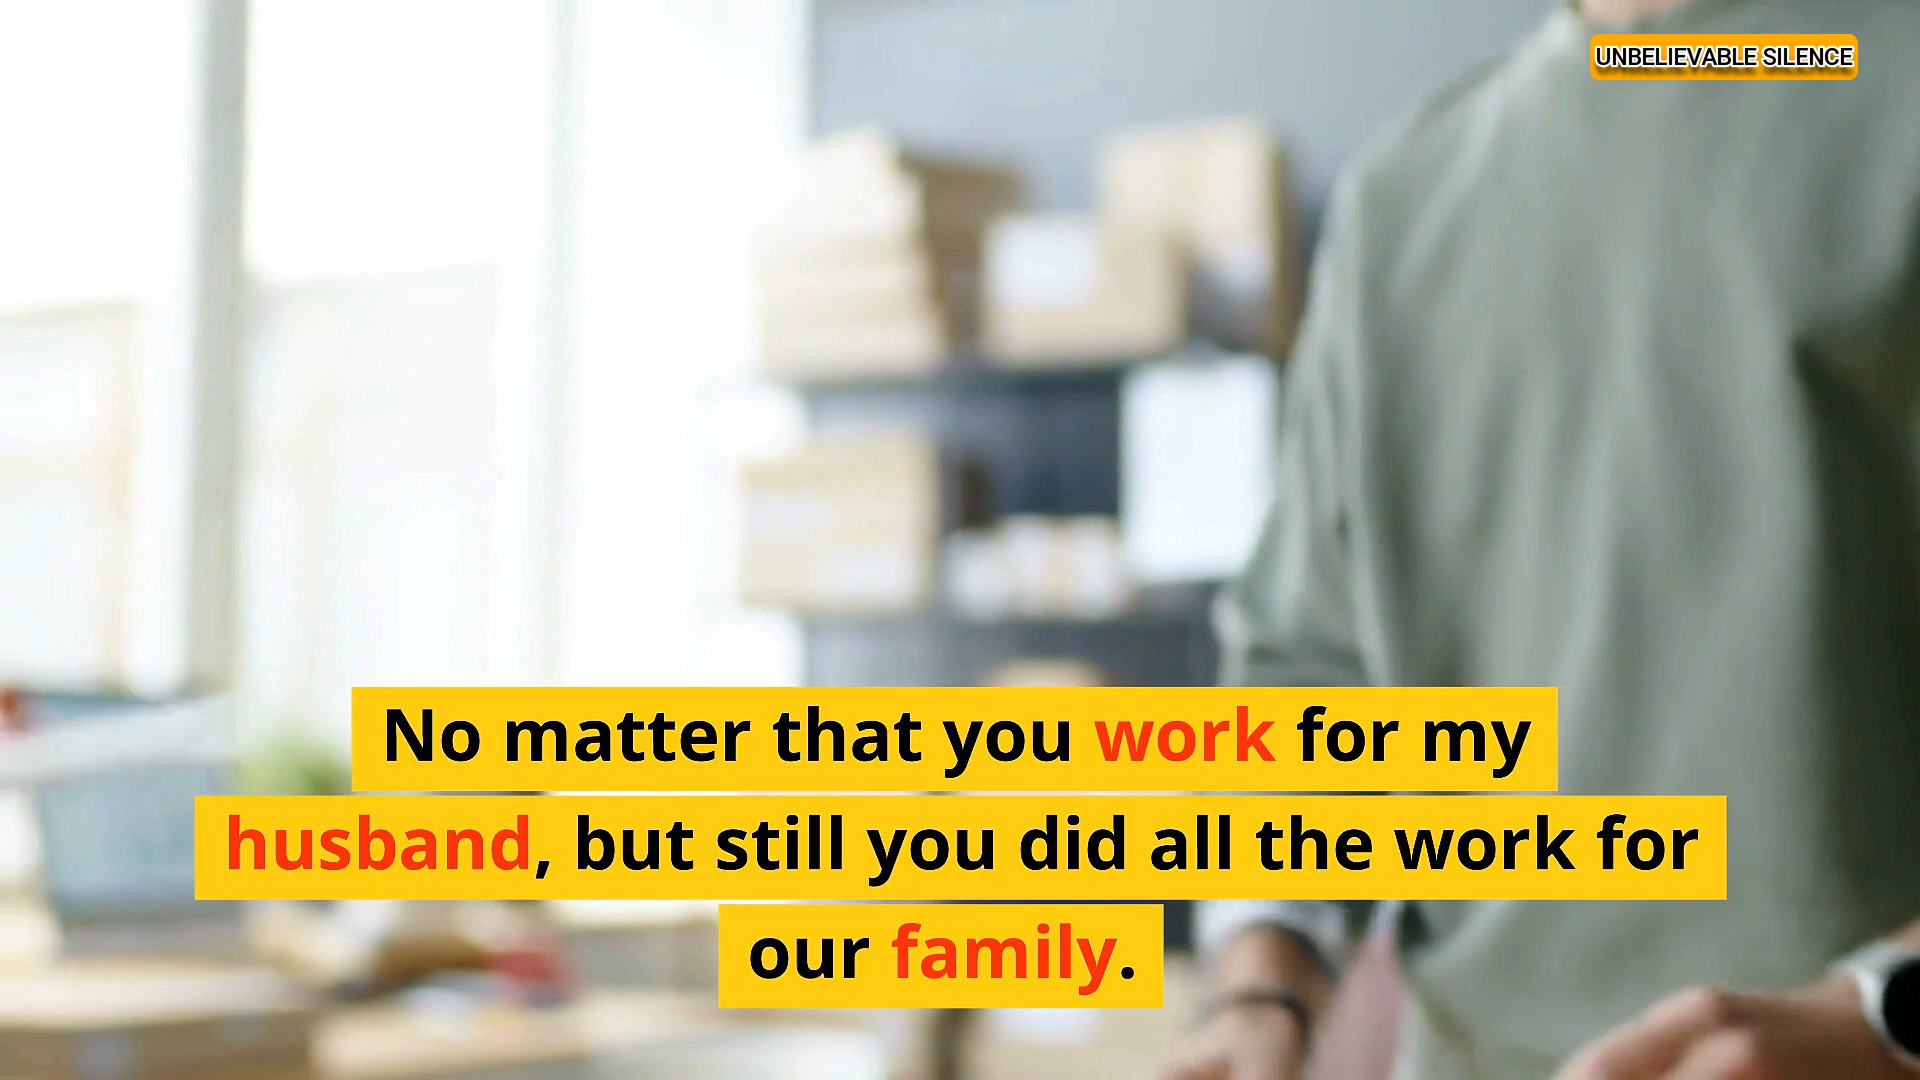 UNBELIEVABLE SILENCE
No matter that you work for my
husband, but still you did all the work for
our family.